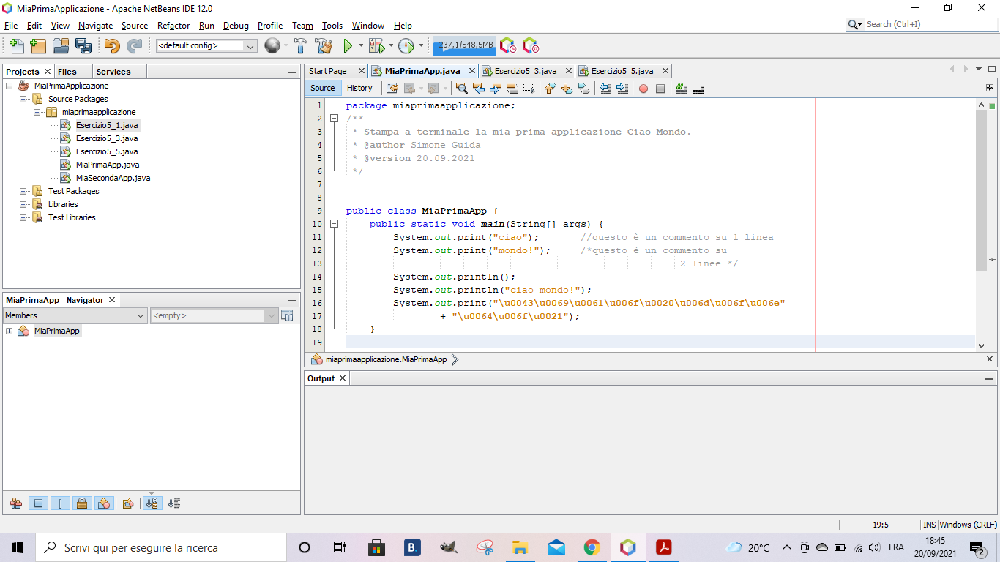 MiaPrimaApplicazione - Apache NetBeans IDE 12.0
File Edit View Navigate Source Refactor Run Debug Profile Team Tools Window Help
Search (Ctrl+I)
<default config>
237,1/548,5MB
Projects Files Services
MiaPrimaApplicazione
Source Packages
miaprimaapplicazione
Esercizio5_1.java
Esercizio5_3.java
Esercizio5_5.java
MiaPrimaApp.java
MiaSecondaApp.java
Test Packages
Libraries
Test Libraries
MiaPrimaApp - Navigator
Members
<empty>
MiaPrimaApp
Start Page MiaPrimaApp.java Esercizio5_3.java Esercizio5_5.java
Source History
1 package miaprimaapplicazione;
2 /**
3 * Stampa a terminale la mia prima applicazione Ciao Mondo.
4 * @author Simone Guida
5 * @version 20.09.2021
6 */
7
8
9 public class MiaPrimaApp {
10 public static void main(String[] args) {
11 System.out.print("ciao"); //questo è un commento su 1 linea
12 System.out.print("mondo!"); /*questo è un commento su
13 2 linee */
14 System.out.println();
15 System.out.println("ciao mondo!");
16 System.out.print("\u0043\u0069\u0061\u006f\u0020\u006d\u006f\u006e"
17 + "\u0064\u006f\u0021");
18 }
19
miaprimaapplicazione.MiaPrimaApp
Output
19:5 INS Windows (CRLF)
Scrivi qui per eseguire la ricerca
B.
20°C
FRA
18:45
20/09/2021
2